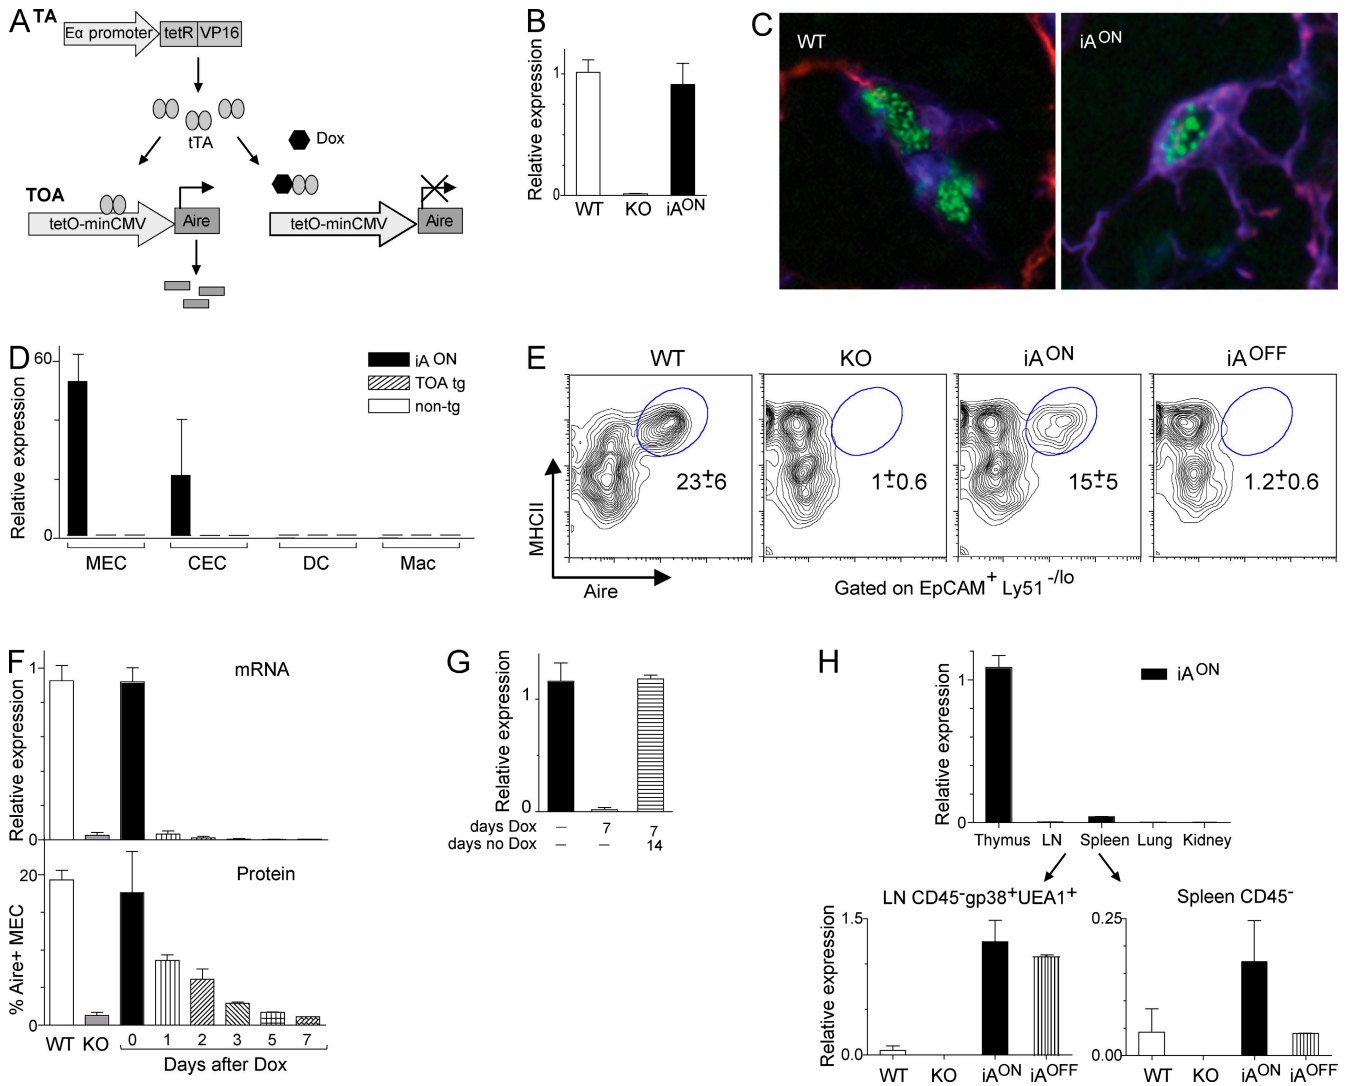 A TA
Eα promoter tetR VP16
tTA
Dox
TOA
tetO-minCMV Aire
tetO-minCMV Aire
B
Relative expression
1
0
WT KO iA^ON
C
WT
iA^ON
D
Relative expression
60
0
iA ON
TOA tg
non-tg
MEC CEC DC Mac
E
WT KO iA^ON iA^OFF
23±6 1±0.6 15±5 1.2±0.6
MHCII
Aire
Gated on EpCAM+ Ly51 -/lo
F
mRNA
Relative expression
1
0
Protein
% Aire+ MEC
20
0
WT KO 0 1 2 3 5 7
Days after Dox
G
Relative expression
1
0
days Dox – 7 7
days no Dox – – 14
H
Relative expression
1
0
iA^ON
Thymus LN Spleen Lung Kidney
LN CD45-gp38+UEA1+
Relative expression
1.5
0.0
WT KO iA^ON iA^OFF
Spleen CD45-
0.25
0.00
WT KO iA^ON iA^OFF